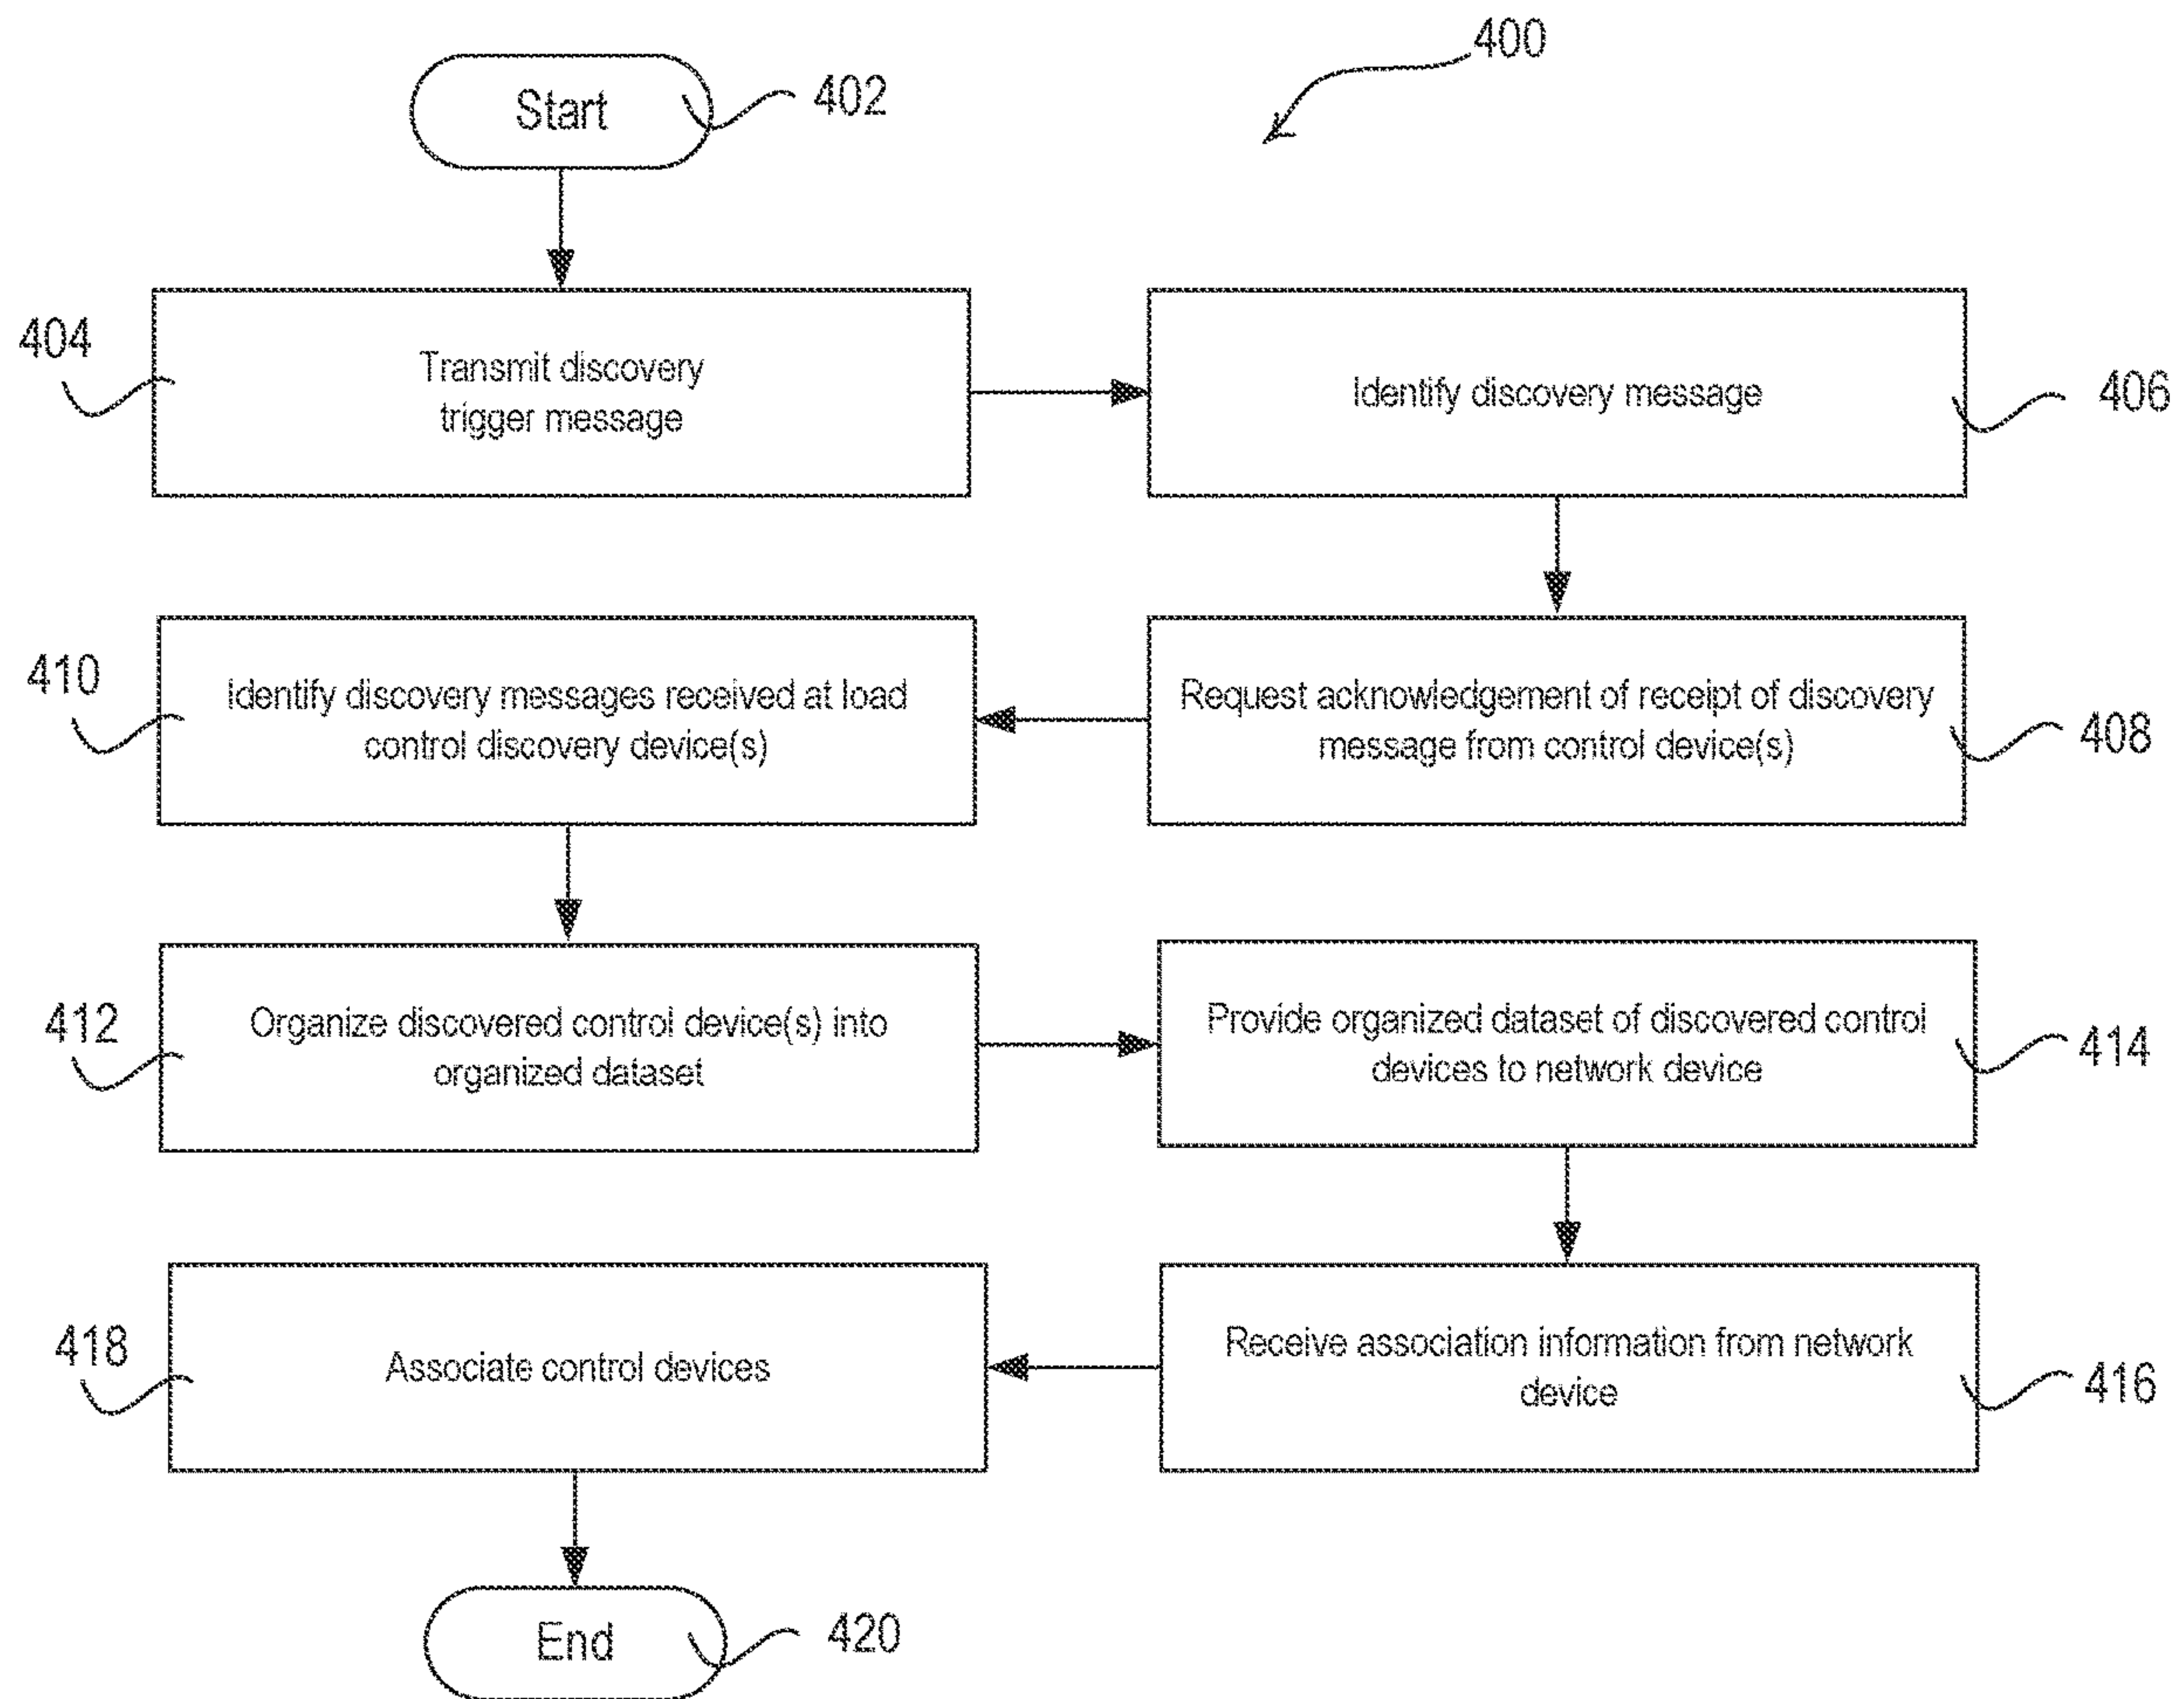 400
Start
402
404
Transmit discovery
trigger message
Identify discovery message
406
410
Identify discovery messages received at load
control discovery device(s)
Request acknowledgement of receipt of discovery
message from control device(s)
408
412
Organize discovered control device(s) into
organized dataset
Provide organized dataset of discovered control
devices to network device
414
418
Associate control devices
Receive association information from network
device
416
End
420